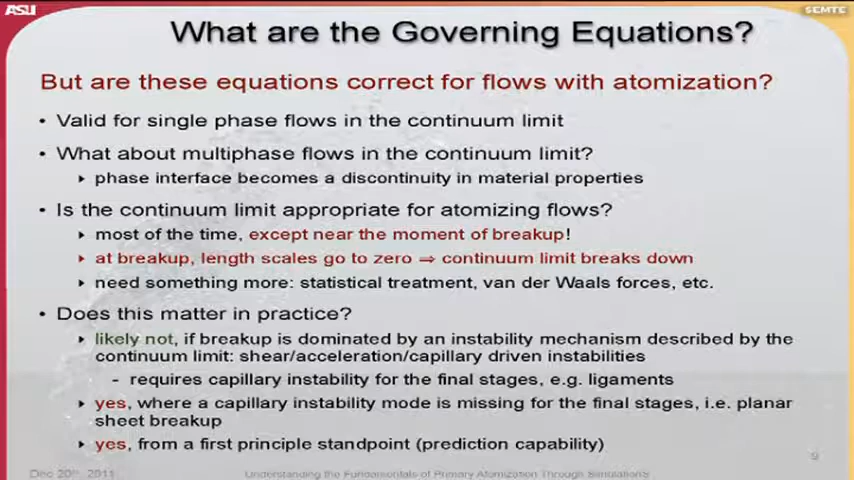 ASU
SEMTE
What are the Governing Equations?
But are these equations correct for flows with atomization?
• Valid for single phase flows in the continuum limit
• What about multiphase flows in the continuum limit?
▸ phase interface becomes a discontinuity in material properties
• Is the continuum limit appropriate for atomizing flows?
▸ most of the time, except near the moment of breakup!
▸ at breakup, length scales go to zero ⇒ continuum limit breaks down
▸ need something more: statistical treatment, van der Waals forces, etc.
• Does this matter in practice?
▸ likely not, if breakup is dominated by an instability mechanism described by the
continuum limit: shear/acceleration/capillary driven instabilities
- requires capillary instability for the final stages, e.g. ligaments
▸ yes, where a capillary instability mode is missing for the final stages, i.e. planar
sheet breakup
▸ yes, from a first principle standpoint (prediction capability)
9
Dec 20th, 2011
Understanding the Fundamentals of Primary Atomization Through Simulations